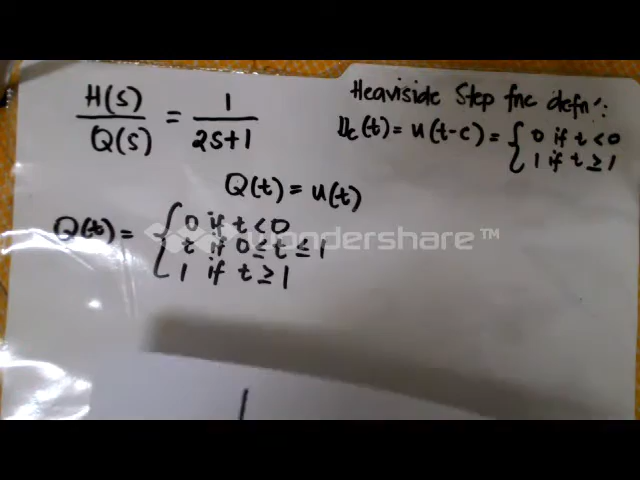 H(S)/Q(S) = 1/2S+1
Heaviside Step fnc defn':
𝕌c(t) = u(t-c) = { 0 if t < 0
1 if t ≥ 1
Q(t) = u(t)
Q(t) = { 0 if t < 0
t if 0 ≤ t ≤ 1
1 if t ≥ 1
wondershare™